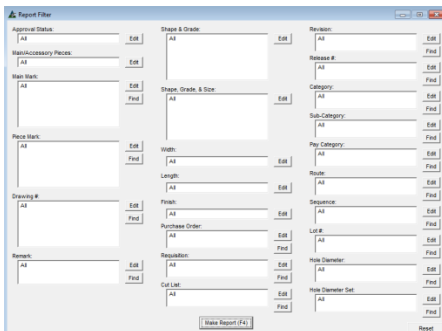 Report Filter
Approval Status:
All
Edit
Main/Accessory Pieces:
All
Edit
Main Mark:
All
Edit
Find
Piece Mark:
All
Edit
Find
Drawing #:
All
Edit
Find
Remark:
All
Edit
Find
Shape & Grade:
All
Edit
Shape, Grade, & Size:
All
Edit
Width:
All
Edit
Length:
All
Edit
Finish:
All
Edit
Purchase Order:
All
Edit
Find
Requisition:
All
Edit
Find
Cut List:
All
Edit
Find
Make Report (F4)
Revision:
All
Edit
Find
Release #:
All
Edit
Find
Category:
All
Edit
Find
Sub-Category:
All
Edit
Find
Pay Category:
All
Edit
Find
Route:
All
Edit
Find
Sequence:
All
Edit
Find
Lot #:
All
Edit
Find
Hole Diameter:
All
Edit
Find
Hole Diameter Set:
All
Edit
Find
Reset